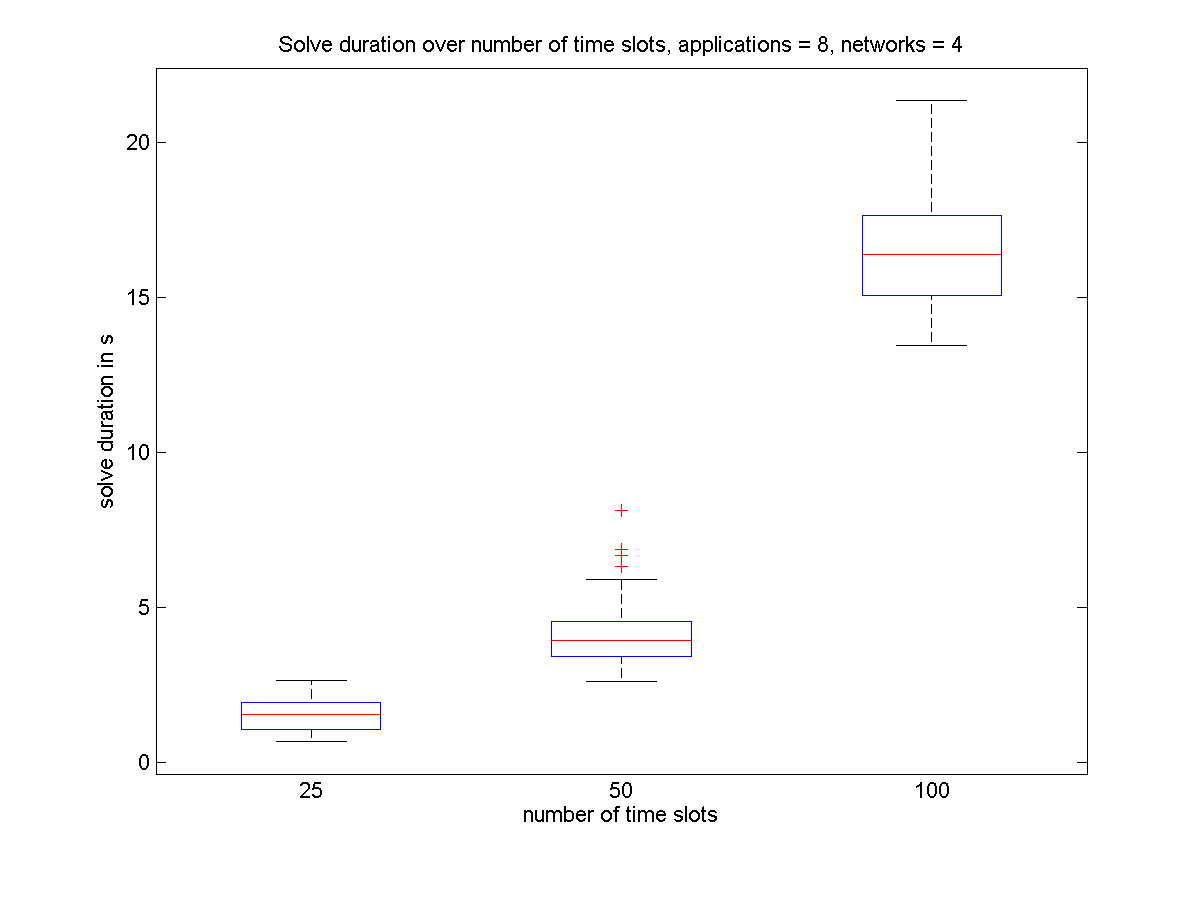 Solve duration over number of time slots, applications = 8, networks = 4
20
15
10
5
0
solve duration in s
25 50 100
number of time slots